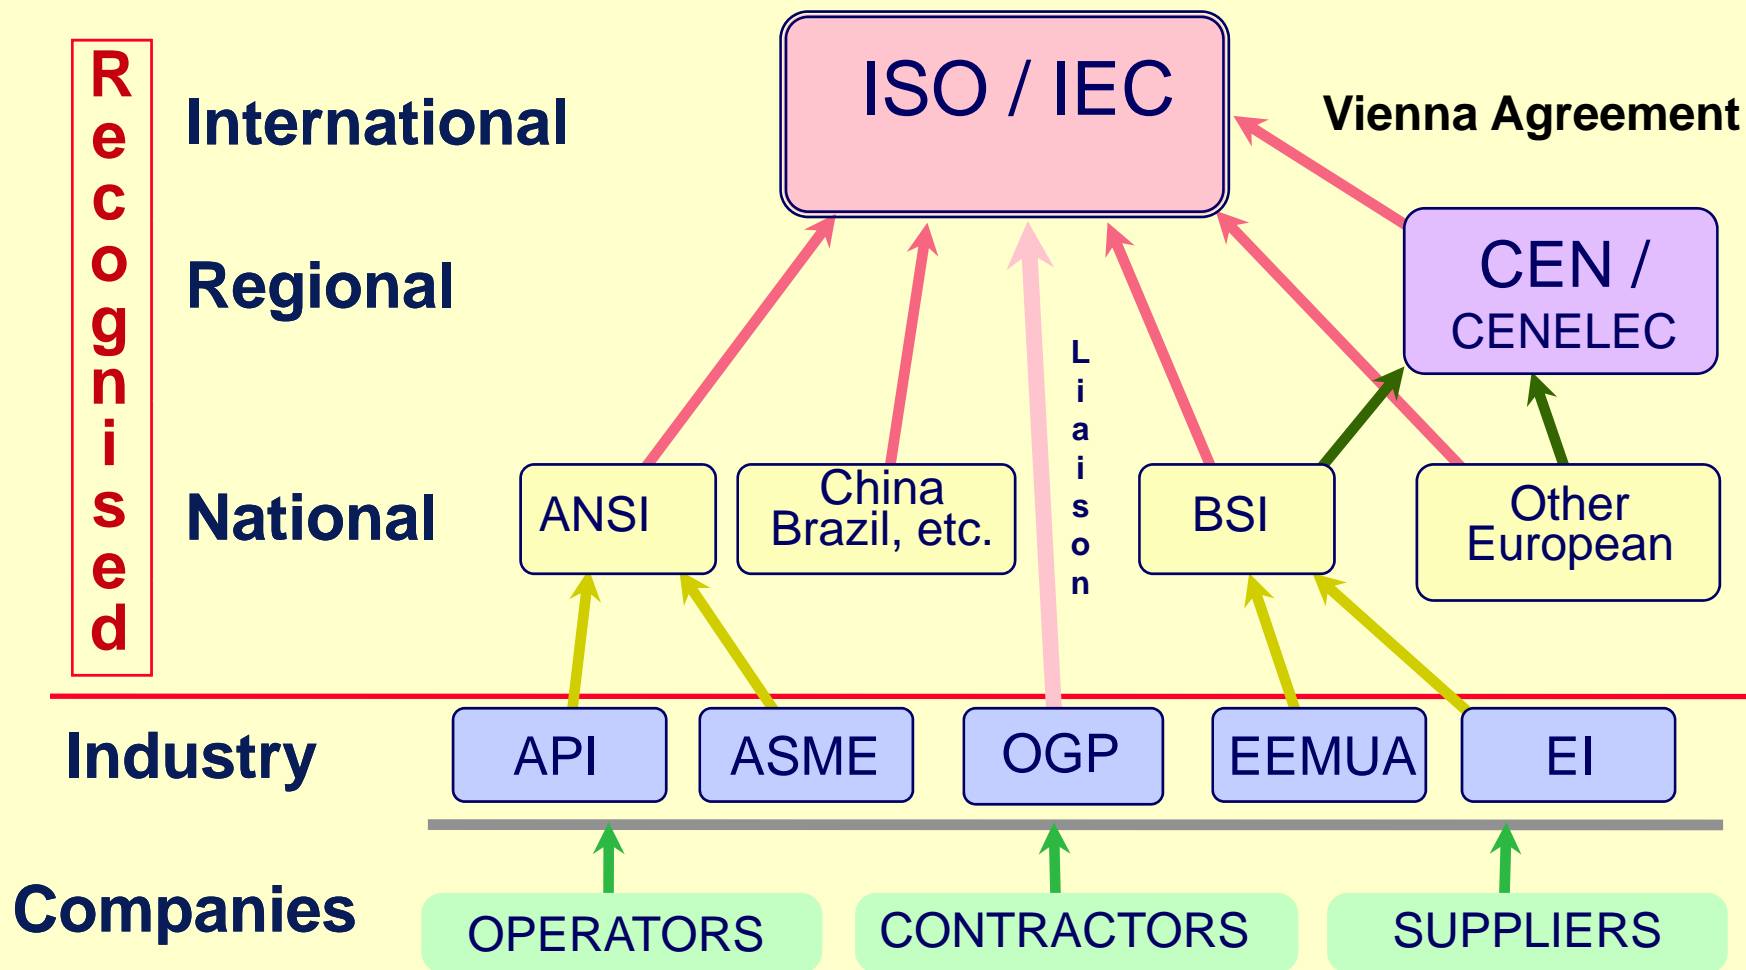 Recognised
International
ISO / IEC
Vienna Agreement
Regional
CEN /
CENELEC
Liaison
National
ANSI
China
Brazil, etc.
BSI
Other
European
Industry
API
ASME
OGP
EEMUA
EI
Companies
OPERATORS
CONTRACTORS
SUPPLIERS